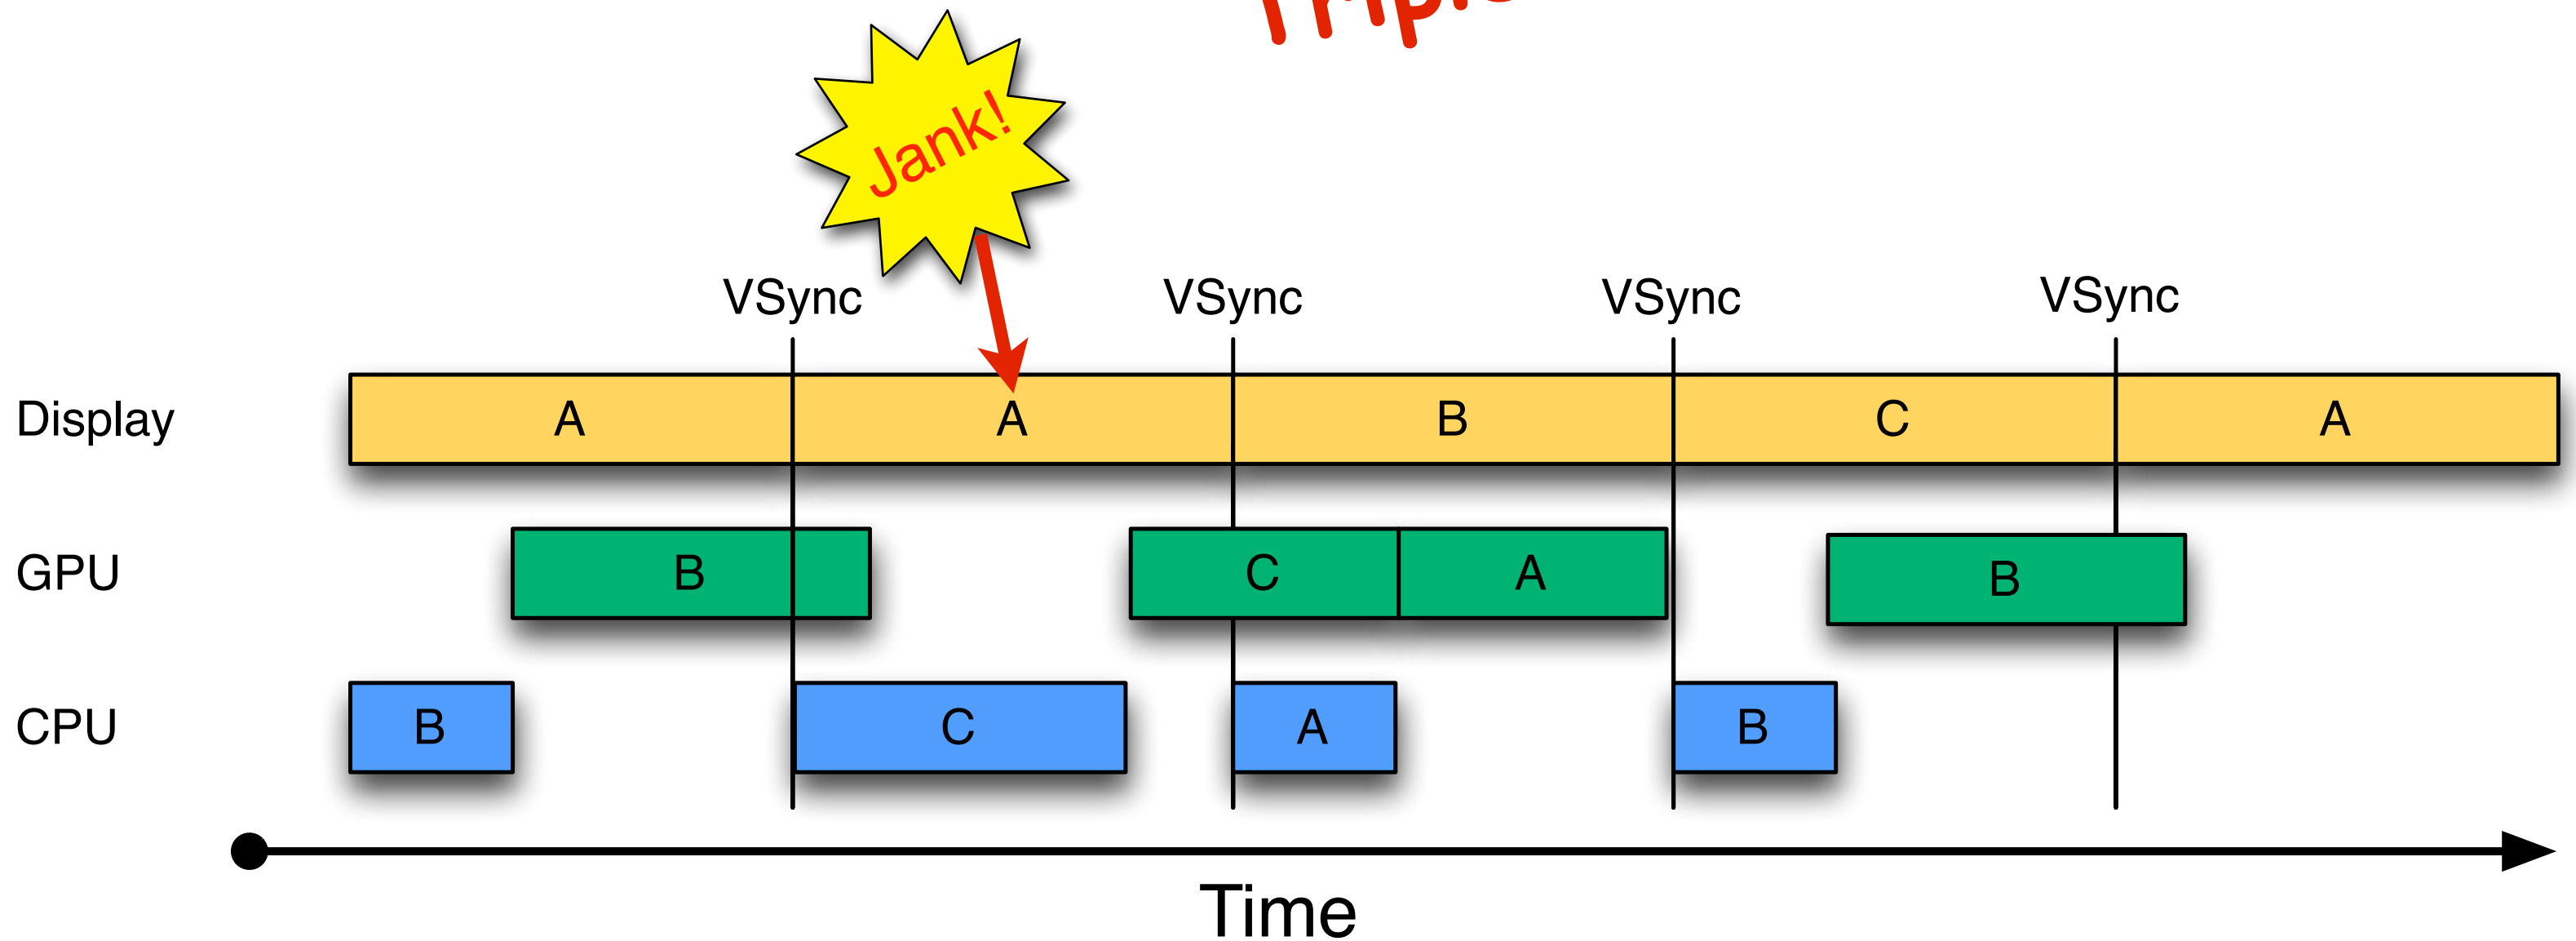 Jank!
VSync VSync VSync VSync
Display A A B C A
GPU B C A B
CPU B C A B
Time